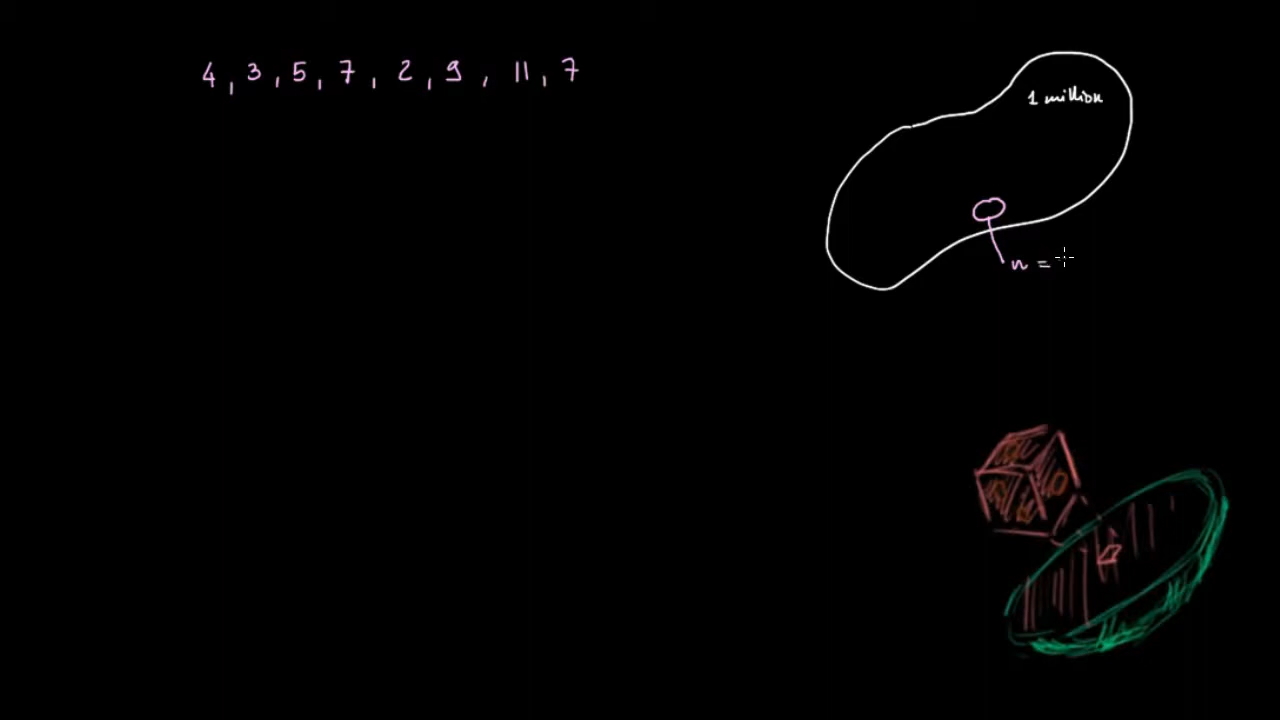 4, 3, 5, 7, 2, 9, 11, 7
1 million
n =